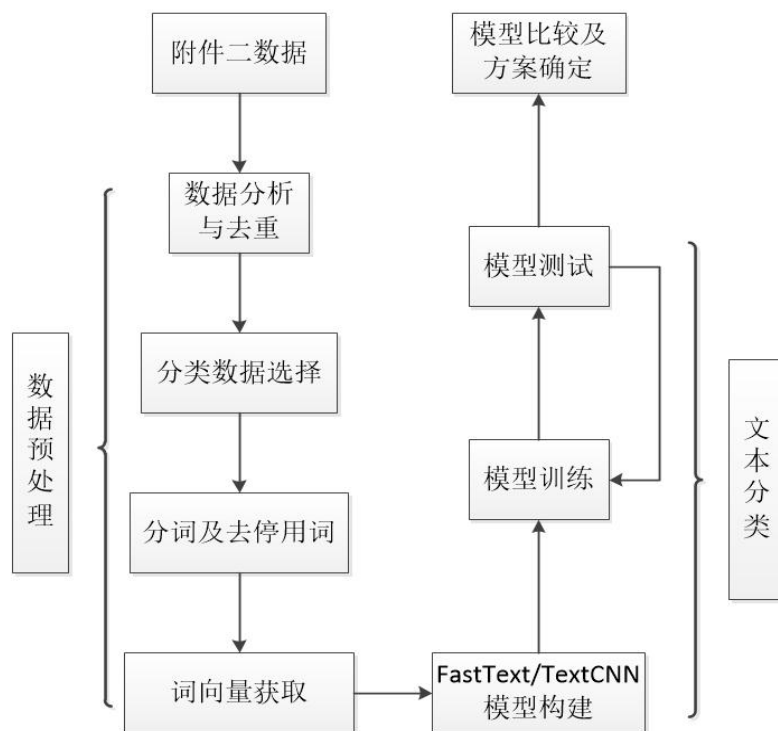 附件二数据
数据分析
与去重
分类数据选择
分词及去停用词
词向量获取
数据预处理
FastText/TextCNN
模型构建
模型训练
模型测试
模型比较及
方案确定
文本分类